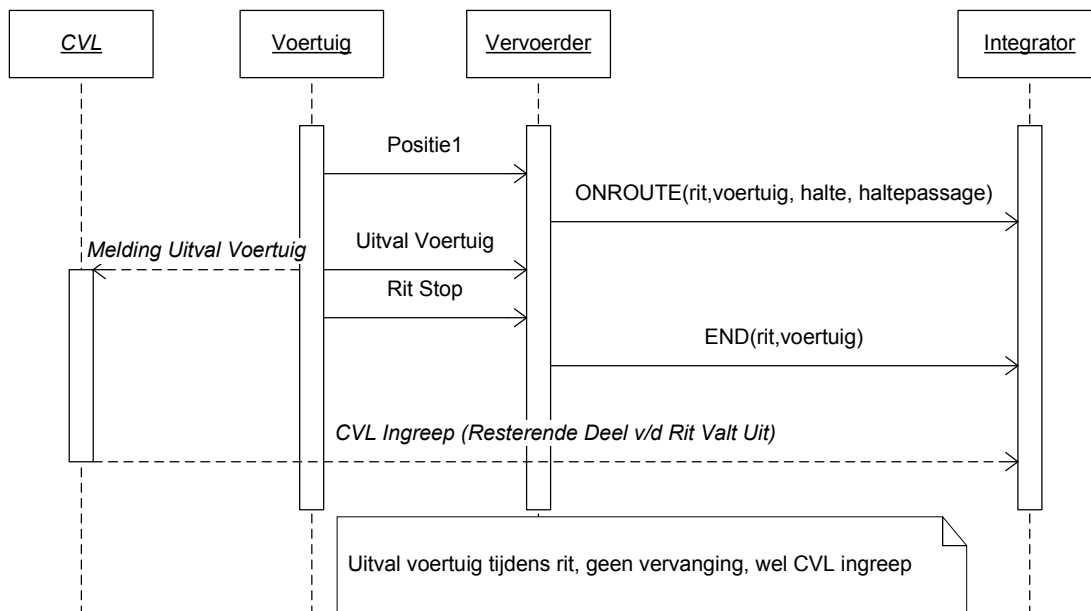 CVL
Voertuig
Vervoerder
Integrator
Positie1
ONROUTE(rit,voertuig, halte, haltepassage)
Melding Uitval Voertuig
Uitval Voertuig
Rit Stop
END(rit,voertuig)
CVL Ingreep (Resterende Deel v/d Rit Valt Uit)
Uitval voertuig tijdens rit, geen vervanging, wel CVL ingreep